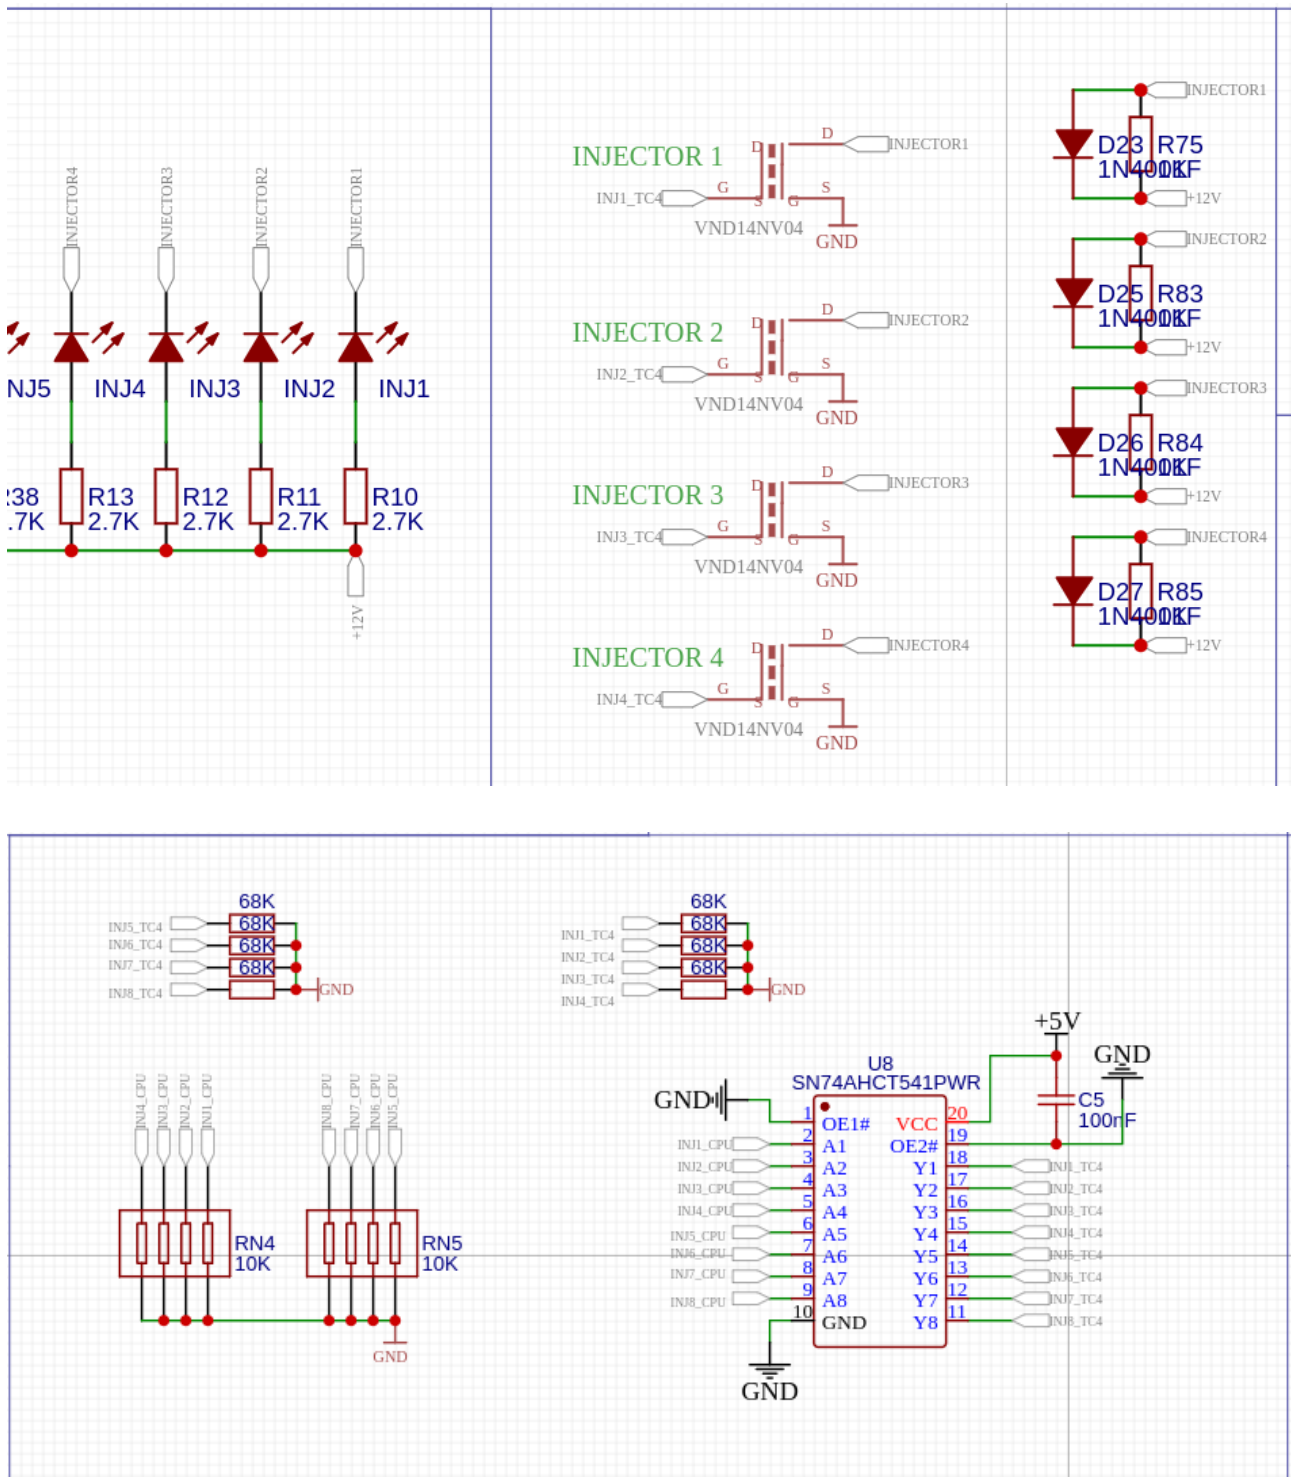 INJECTOR4
INJECTOR3
INJECTOR2
INJECTOR1
NJ5
INJ4
INJ3
INJ2
INJ1
R38
.7K
R13
2.7K
R12
2.7K
R11
2.7K
R10
2.7K
+12V
INJECTOR 1
INJ1_TC4
G
D
S
D
G
D
S
INJECTOR1
VND14NV04
GND
INJECTOR 2
INJ2_TC4
G
D
S
D
G
D
S
INJECTOR2
VND14NV04
GND
INJECTOR 3
INJ3_TC4
G
D
S
D
G
D
S
INJECTOR3
VND14NV04
GND
INJECTOR 4
INJ4_TC4
G
D
S
G
D
S
INJECTOR4
VND14NV04
GND
INJECTOR1
D23 R75
+12V
INJECTOR2
D25 R83
+12V
INJECTOR3
D26 R84
+12V
INJECTOR4
D27 R85
+12V
68K
INJ5_TC4 68K
INJ6_TC4 68K
INJ7_TC4 68K
INJ8_TC4 GND
68K
INJ1_TC4 68K
INJ2_TC4 68K
INJ3_TC4 68K
INJ4_TC4 GND
INJ4_CPU
INJ3_CPU
INJ2_CPU
INJ1_CPU
INJ8_CPU
INJ7_CPU
INJ6_CPU
INJ5_CPU
RN4
10K
RN5
10K
GND
+5V
GND
C5
100nF
U8
SN74AHCT541PWR
GND
1 OE1# VCC 20
INJ1_CPU 2 A1 OE2# 19
INJ2_CPU 3 A2 Y1 18 INJ1_TC4
INJ3_CPU 4 A3 Y2 17 INJ2_TC4
INJ4_CPU 5 A4 Y3 16 INJ3_TC4
INJ5_CPU 6 A5 Y4 15 INJ4_TC4
INJ6_CPU 7 A6 Y5 14 INJ5_TC4
INJ7_CPU 8 A7 Y6 13 INJ6_TC4
INJ8_CPU 9 A8 Y7 12 INJ7_TC4
10 GND Y8 11 INJ8_TC4
GND